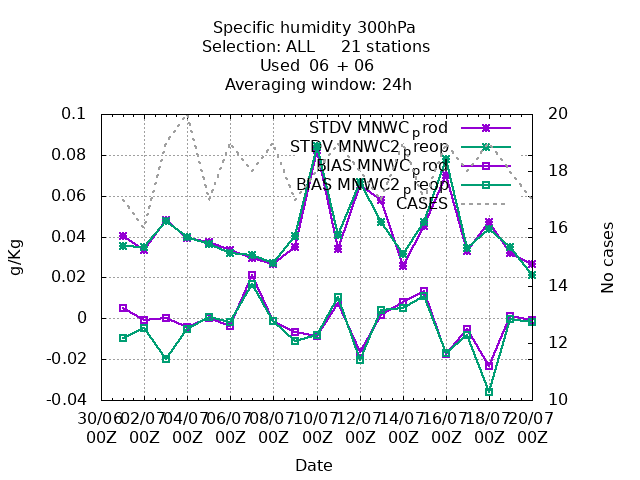 Specific humidity 300hPa
Selection: ALL 21 stations
Used 06 + 06
Averaging window: 24h
0.1
0.08
0.06
0.04
0.02
0
-0.02
-0.04
g/Kg
20
18
16
14
12
10
No cases
STDV MNWC_prod
STDV MNWC2_preop
BIAS MNWC_prod
BIAS MNWC2_preop
CASES
30/06 02/07 04/07 06/07 08/07 10/07 12/07 14/07 16/07 18/07 20/07
00Z 00Z 00Z 00Z 00Z 00Z 00Z 00Z 00Z 00Z 00Z
Date